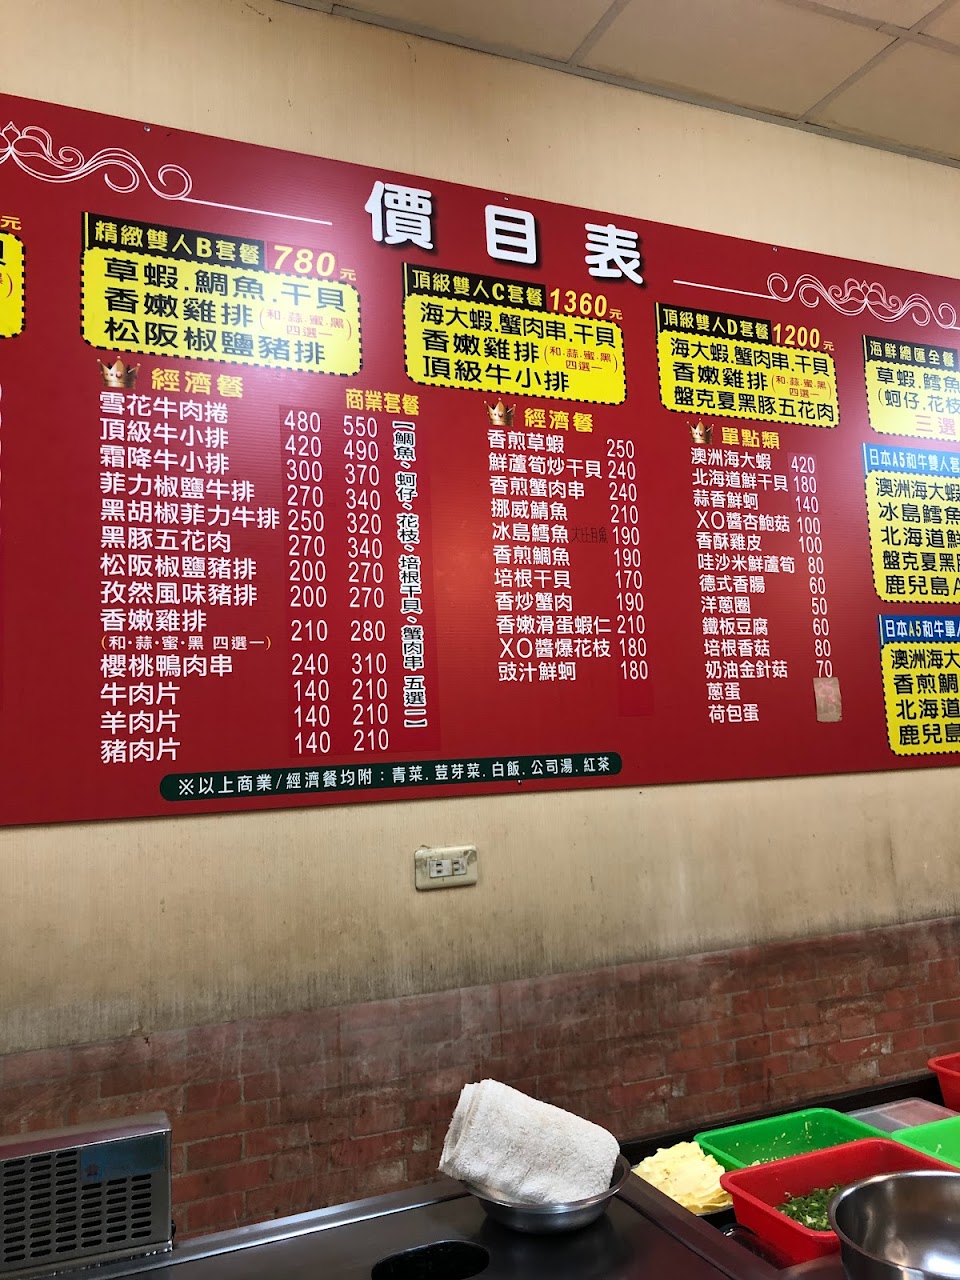 價目表
元
精緻雙人B套餐 780元
草蝦.鯛魚.干貝
香嫩雞排(和.蒜.蜜.黑 四選一)
松阪椒鹽豬排
頂級雙人C套餐 1360元
海大蝦.蟹肉串.干貝
香嫩雞排(和.蒜.蜜.黑 四選一)
頂級牛小排
頂級雙人D套餐 1200元
海大蝦.蟹肉串.干貝
香嫩雞排(和.蒜.蜜.黑 四選一)
盤克夏黑豚五花肉
海鮮總匯全餐
草蝦.鱈魚
(蚵仔.花枝
三選
經濟餐 商業套餐
雪花牛肉捲 480 550
頂級牛小排 420 490
霜降牛小排 300 370
菲力椒鹽牛排 270 340
黑胡椒菲力牛排 250 320
黑豚五花肉 270 340
松阪椒鹽豬排 200 270
孜然風味豬排 200 270
香嫩雞排 210 280
(和‧蒜‧蜜‧黑 四選一)
櫻桃鴨肉串 240 310
牛肉片 140 210
羊肉片 140 210
豬肉片 140 210
【鯛魚、蚵仔、花枝、培根干貝、蟹肉串 五選一】
經濟餐
香煎草蝦 250
鮮蘆筍炒干貝 240
香煎蟹肉串 240
挪威鯖魚 210
冰島鱈魚 190
香煎鯛魚 190
培根干貝 170
香炒蟹肉 190
香嫩滑蛋蝦仁 210
XO醬爆花枝 180
豉汁鮮蚵 180
單點類
澳洲海大蝦 420
北海道鮮干貝 180
蒜香鮮蚵 140
XO醬杏鮑菇 100
香酥雞皮 100
哇沙米鮮蘆筍 80
德式香腸 60
洋蔥圈 50
鐵板豆腐 60
培根香菇 80
奶油金針菇 70
蔥蛋
荷包蛋
日本A5和牛雙人套
澳洲海大蝦
冰島鱈魚
北海道鮮
盤克夏黑
鹿兒島A
日本A5和牛單人
澳洲海大
香煎鯛
北海道
鹿兒島
※以上商業/經濟餐均附：青菜.荳芽菜.白飯.公司湯.紅茶